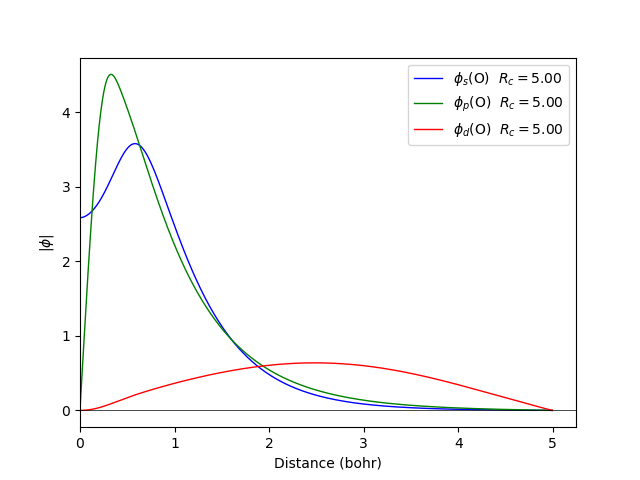 ϕs(O) Rc = 5.00
ϕp(O) Rc = 5.00
ϕd(O) Rc = 5.00
|ϕ|
4
3
2
1
0
0 1 2 3 4 5
Distance (bohr)